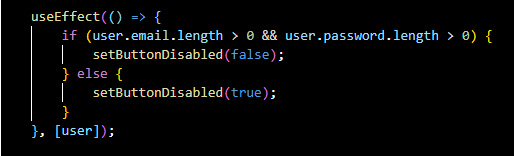 useEffect(() => {
if (user.email.length > 0 && user.password.length > 0) {
setButtonDisabled(false);
} else {
setButtonDisabled(true);
}
}, [user]);